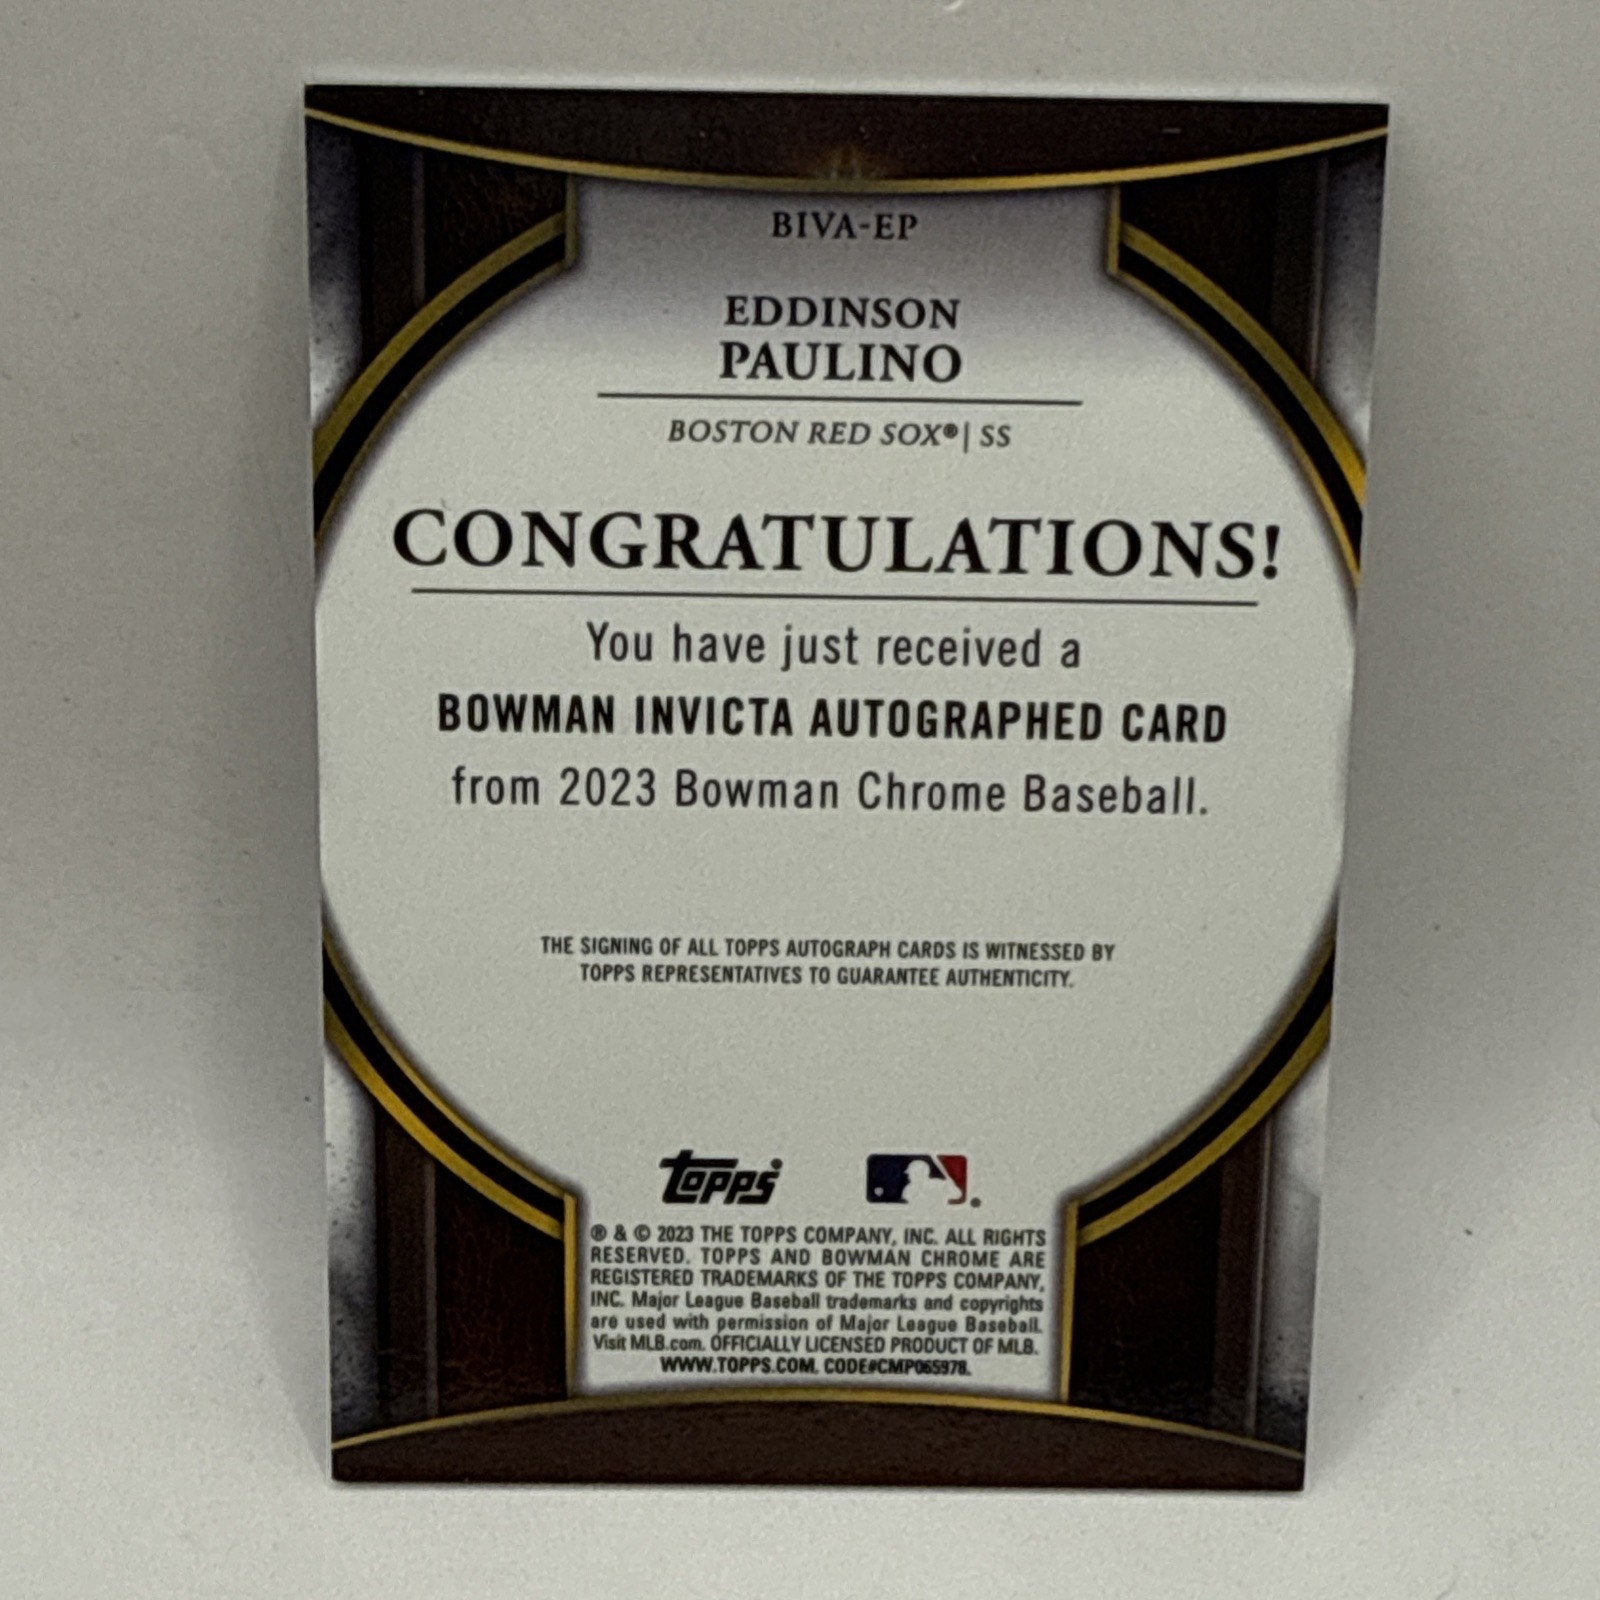 BIVA-EP
EDDINSON
PAULINO
BOSTON RED SOX®| SS
CONGRATULATIONS!
You have just received a
BOWMAN INVICTA AUTOGRAPHED CARD
from 2023 Bowman Chrome Baseball.
THE SIGNING OF ALL TOPPS AUTOGRAPH CARDS IS WITNESSED BY
TOPPS REPRESENTATIVES TO GUARANTEE AUTHENTICITY.
topps ®
® & © 2023 THE TOPPS COMPANY, INC. ALL RIGHTS
RESERVED. TOPPS AND BOWMAN CHROME ARE
REGISTERED TRADEMARKS OF THE TOPPS COMPANY,
INC. Major League Baseball trademarks and copyrights
are used with permission of Major League Baseball.
Visit MLB.com. OFFICIALLY LICENSED PRODUCT OF MLB.
WWW.TOPPS.COM. CODE#CMP065978.